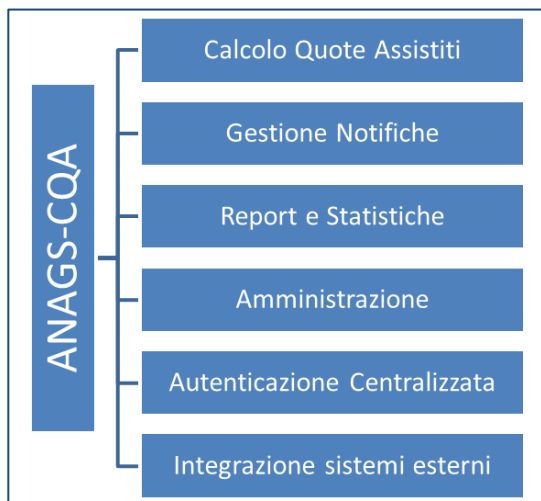 ANAGS-CQA
Calcolo Quote Assistiti
Gestione Notifiche
Report e Statistiche
Amministrazione
Autenticazione Centralizzata
Integrazione sistemi esterni